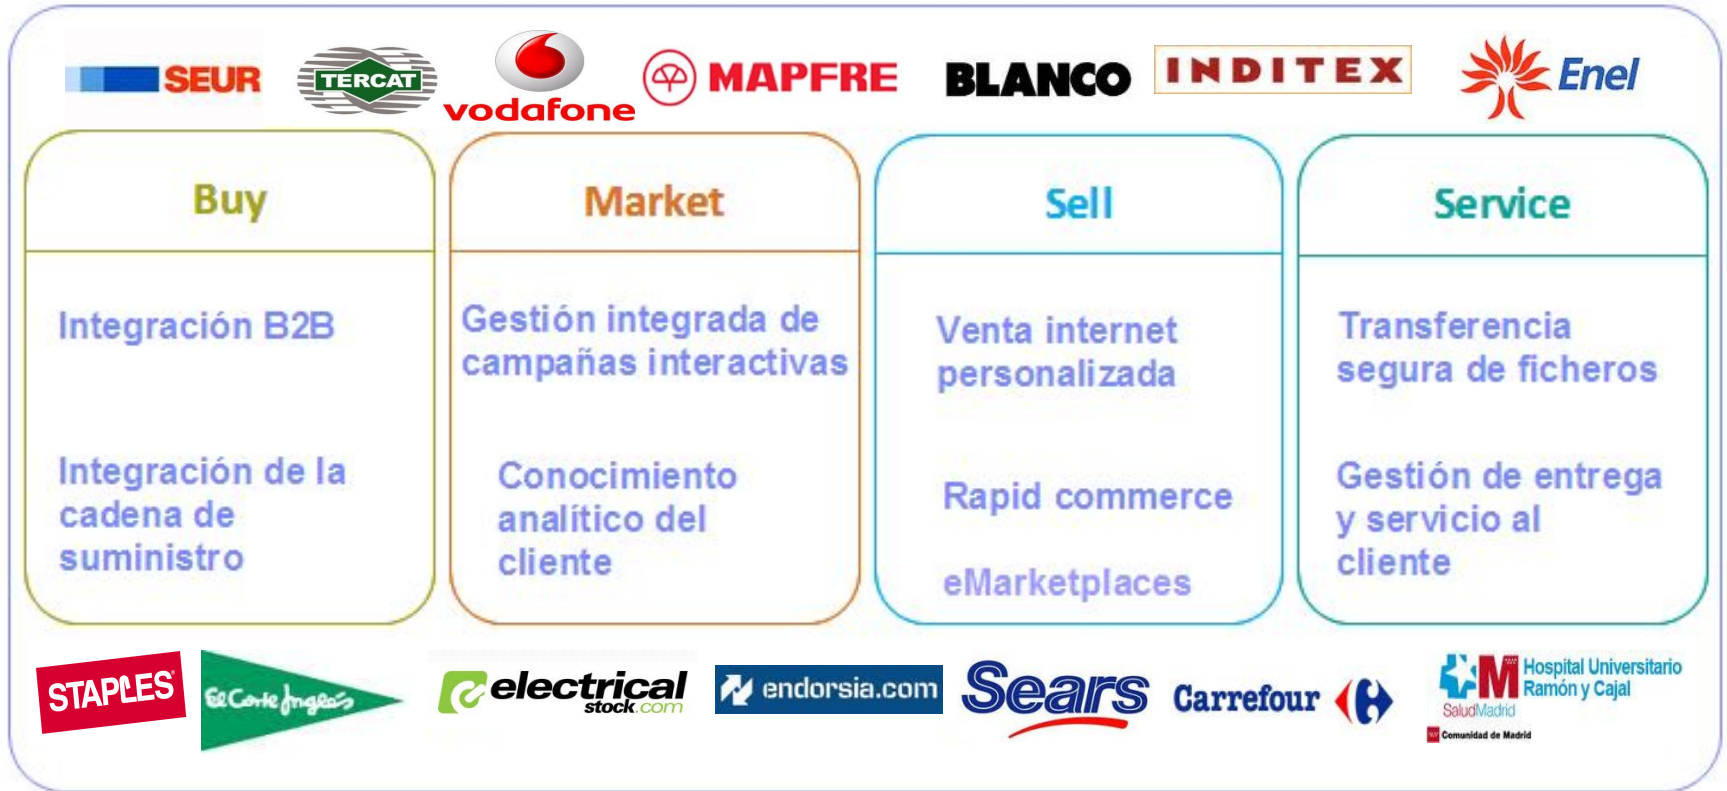 SEUR
TERCAT
vodafone
MAPFRE
BLANCO
INDITEX
Enel
Buy
Integración B2B
Integración de la
cadena de
suministro
Market
Gestión integrada de
campañas interactivas
Conocimiento
analítico del
cliente
Sell
Venta internet
personalizada
Rapid commerce
eMarketplaces
Service
Transferencia
segura de ficheros
Gestión de entrega
y servicio al
cliente
STAPLES
El Corte Inglés
electrical
stock.com
endorsia.com
Sears
Carrefour
M
Hospital Universitario
Ramón y Cajal
SaludMadrid
Comunidad de Madrid